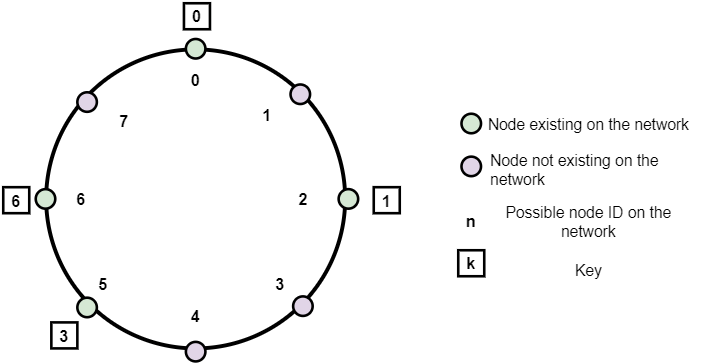 0
0
7
1
Node existing on the network
Node not existing on the
network
6
6
2
1
n
Possible node ID on the
network
k
Key
5
3
4
3